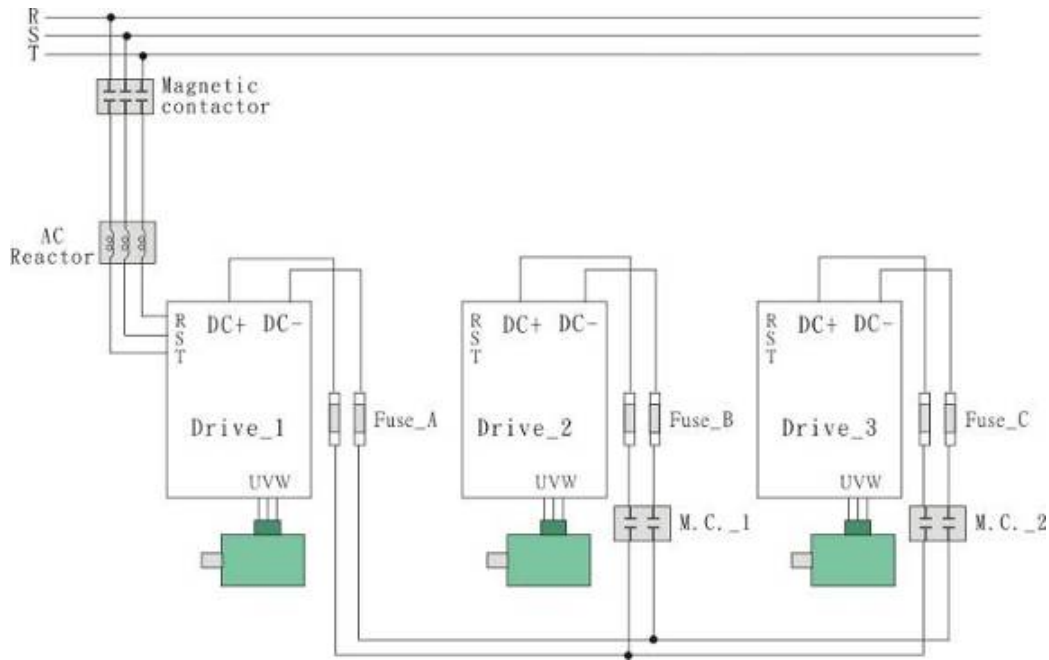 R
S
T
Magnetic
contactor
AC
Reactor
R
S
T
DC+ DC-
Drive_1
UVW
Fuse_A
R
S
T
DC+ DC-
Drive_2
UVW
Fuse_B
M.C._1
R
S
T
DC+ DC-
Drive_3
UVW
Fuse_C
M.C._2